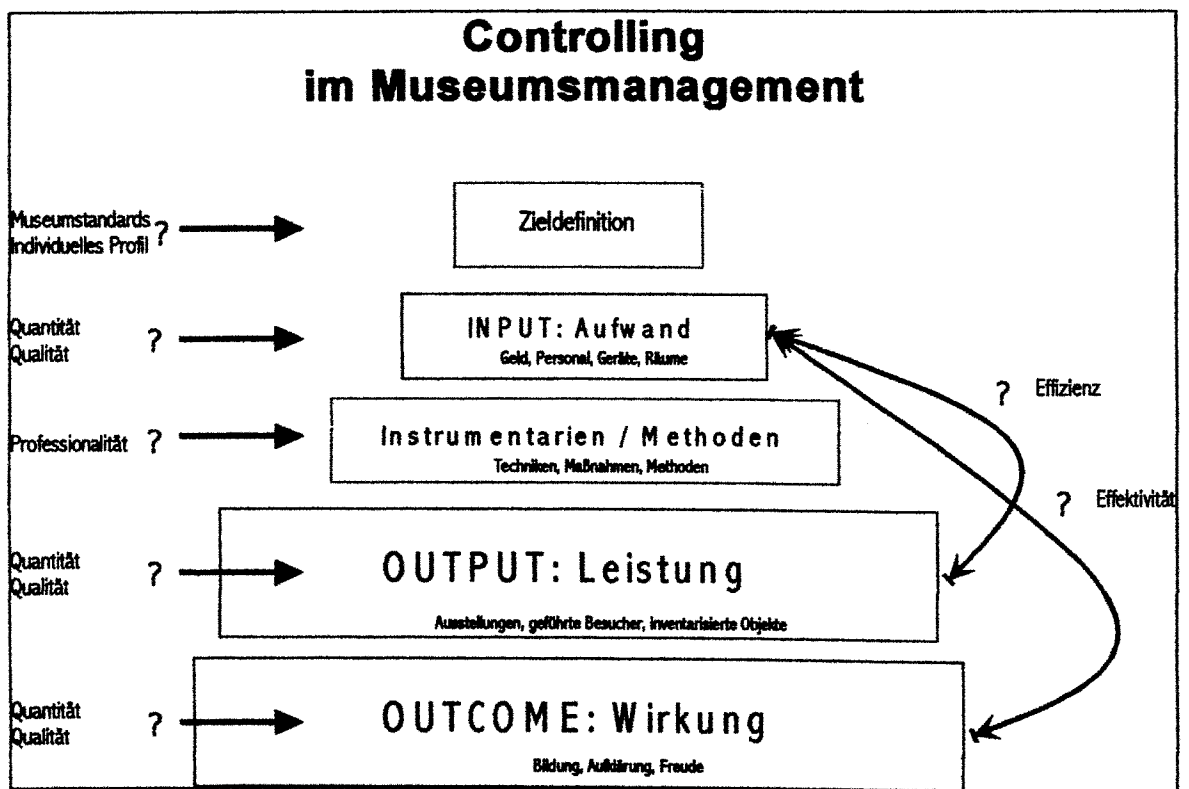 Controlling
im Museumsmanagement
Museumstandards
Individuelles Profil
?
Zieldefinition
Quantität
Qualität
?
INPUT: Aufwand
Geld, Personal, Geräte, Räume
? Effizienz
Professionalität ?
Instrumentarien / Methoden
Techniken, Maßnahmen, Methoden
? Effektivität
Quantität
Qualität
?
OUTPUT: Leistung
Ausstellungen, geführte Besucher, inventarisierte Objekte
Quantität
Qualität
?
OUTCOME: Wirkung
Bildung, Aufklärung, Freude